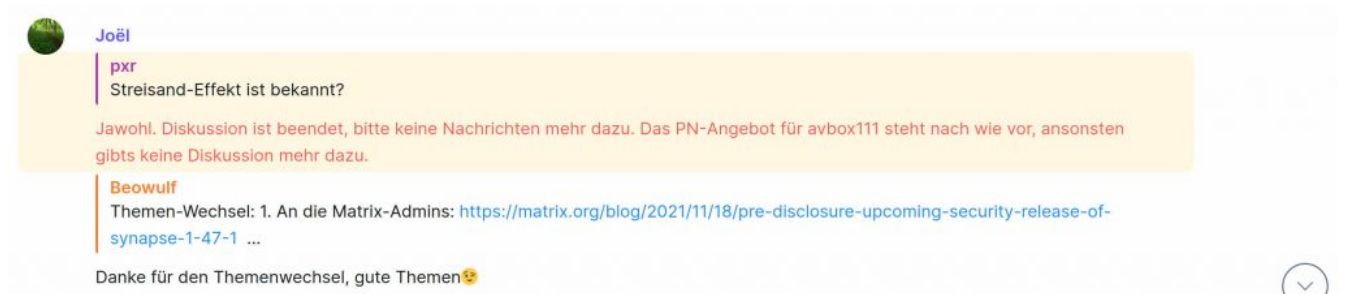 Joël
pxr
Streisand-Effekt ist bekannt?
Jawohl. Diskussion ist beendet, bitte keine Nachrichten mehr dazu. Das PN-Angebot für avbox111 steht nach wie vor, ansonsten
gibts keine Diskussion mehr dazu.
Beowulf
Themen-Wechsel: 1. An die Matrix-Admins: https://matrix.org/blog/2021/11/18/pre-disclosure-upcoming-security-release-of-
synapse-1-47-1 ...
Danke für den Themenwechsel, gute Themen😉